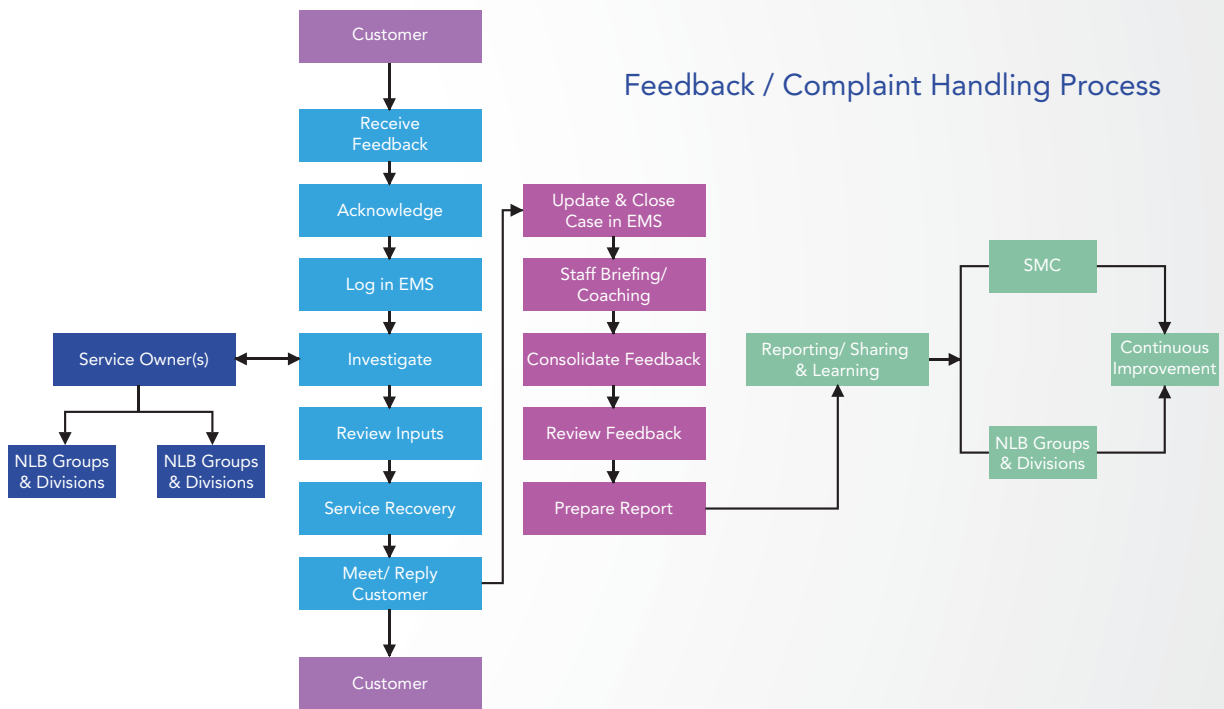 Feedback / Complaint Handling Process
Customer
Receive
Feedback
Acknowledge
Log in EMS
Investigate
Review Inputs
Service Recovery
Meet/ Reply
Customer
Customer
Service Owner(s)
NLB Groups
& Divisions
NLB Groups
& Divisions
Update & Close
Case in EMS
Staff Briefing/
Coaching
Consolidate Feedback
Review Feedback
Prepare Report
Reporting/ Sharing
& Learning
SMC
NLB Groups
& Divisions
Continuous
Improvement